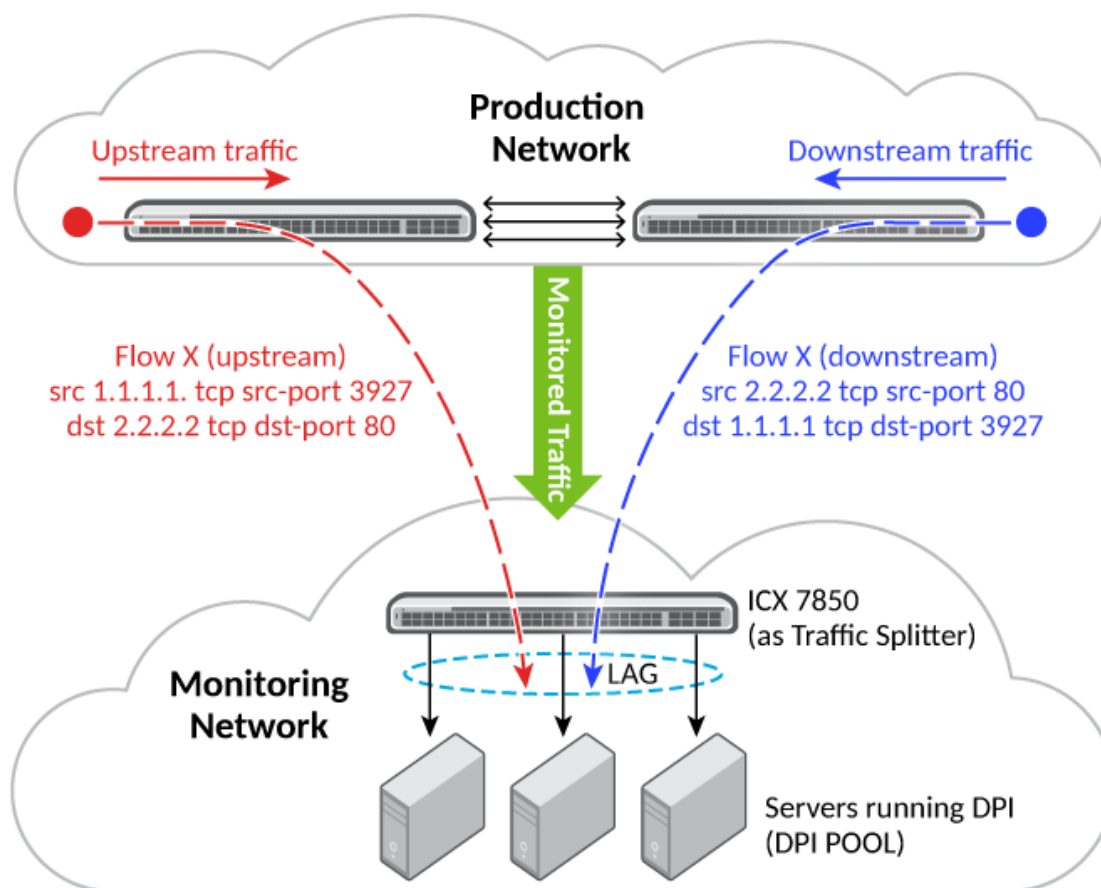 Production
Network
Upstream traffic
Downstream traffic
Monitored Traffic
Flow X (upstream)
src 1.1.1.1. tcp src-port 3927
dst 2.2.2.2 tcp dst-port 80
Flow X (downstream)
src 2.2.2.2 tcp src-port 80
dst 1.1.1.1 tcp dst-port 3927
ICX 7850
(as Traffic Splitter)
LAG
Monitoring
Network
Servers running DPI
(DPI POOL)